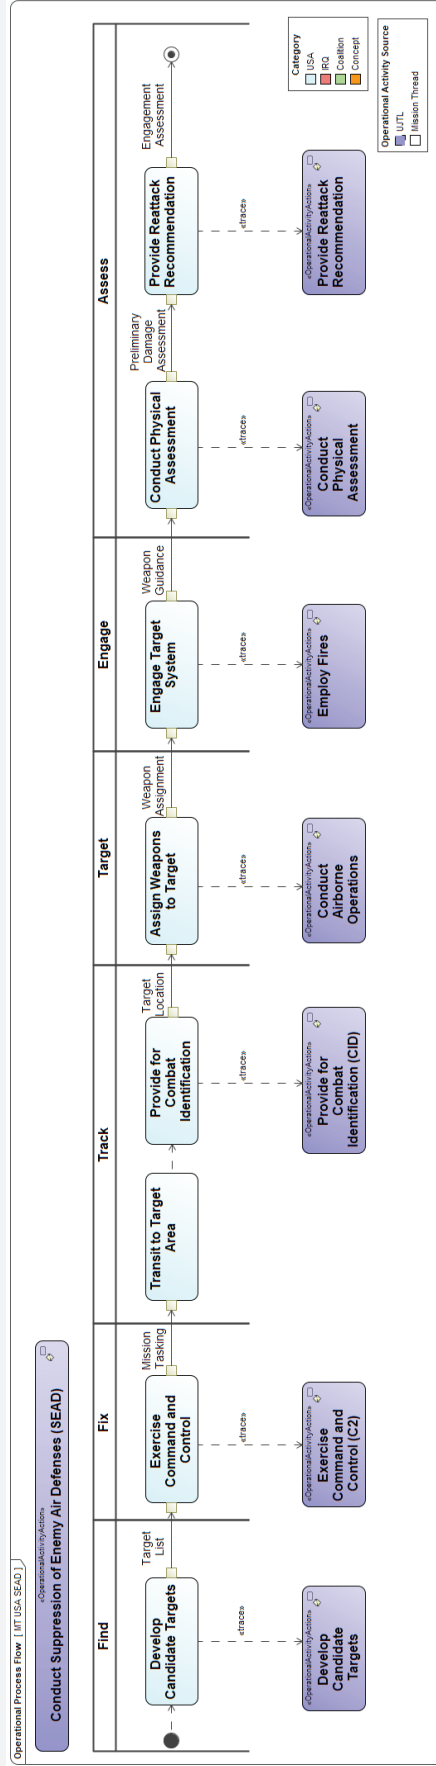 Operational Process Flow [ MT USA SEAD ]
«OperationalActivityAction»
Conduct Suppression of Enemy Air Defenses (SEAD)
Category
USA
IRQ
Coalition
Concept
Operational Activity Source
UJTL
Mission Thread
Find
Fix
Track
Target
Engage
Assess
Develop
Candidate Targets
Target
List
Exercise
Command and
Control
Mission
Tasking
Transit to Target
Area
Provide for
Combat
Identification
Target
Location
Assign Weapons
to Target
Weapon
Assignment
Engage Target
System
Weapon
Guidance
Conduct Physical
Assessment
Preliminary
Damage
Assessment
Provide Reattack
Recommendation
Engagement
Assessment
«trace»
«trace»
«trace»
«trace»
«trace»
«trace»
«trace»
«OperationalActivityAction»
Develop
Candidate
Targets
«OperationalActivityAction»
Exercise
Command and
Control (C2)
«OperationalActivityAction»
Provide for
Combat
Identification (CID)
«OperationalActivityAction»
Conduct
Airborne
Operations
«OperationalActivityAction»
Employ Fires
«OperationalActivityAction»
Conduct
Physical
Assessment
«OperationalActivityAction»
Provide Reattack
Recommendation